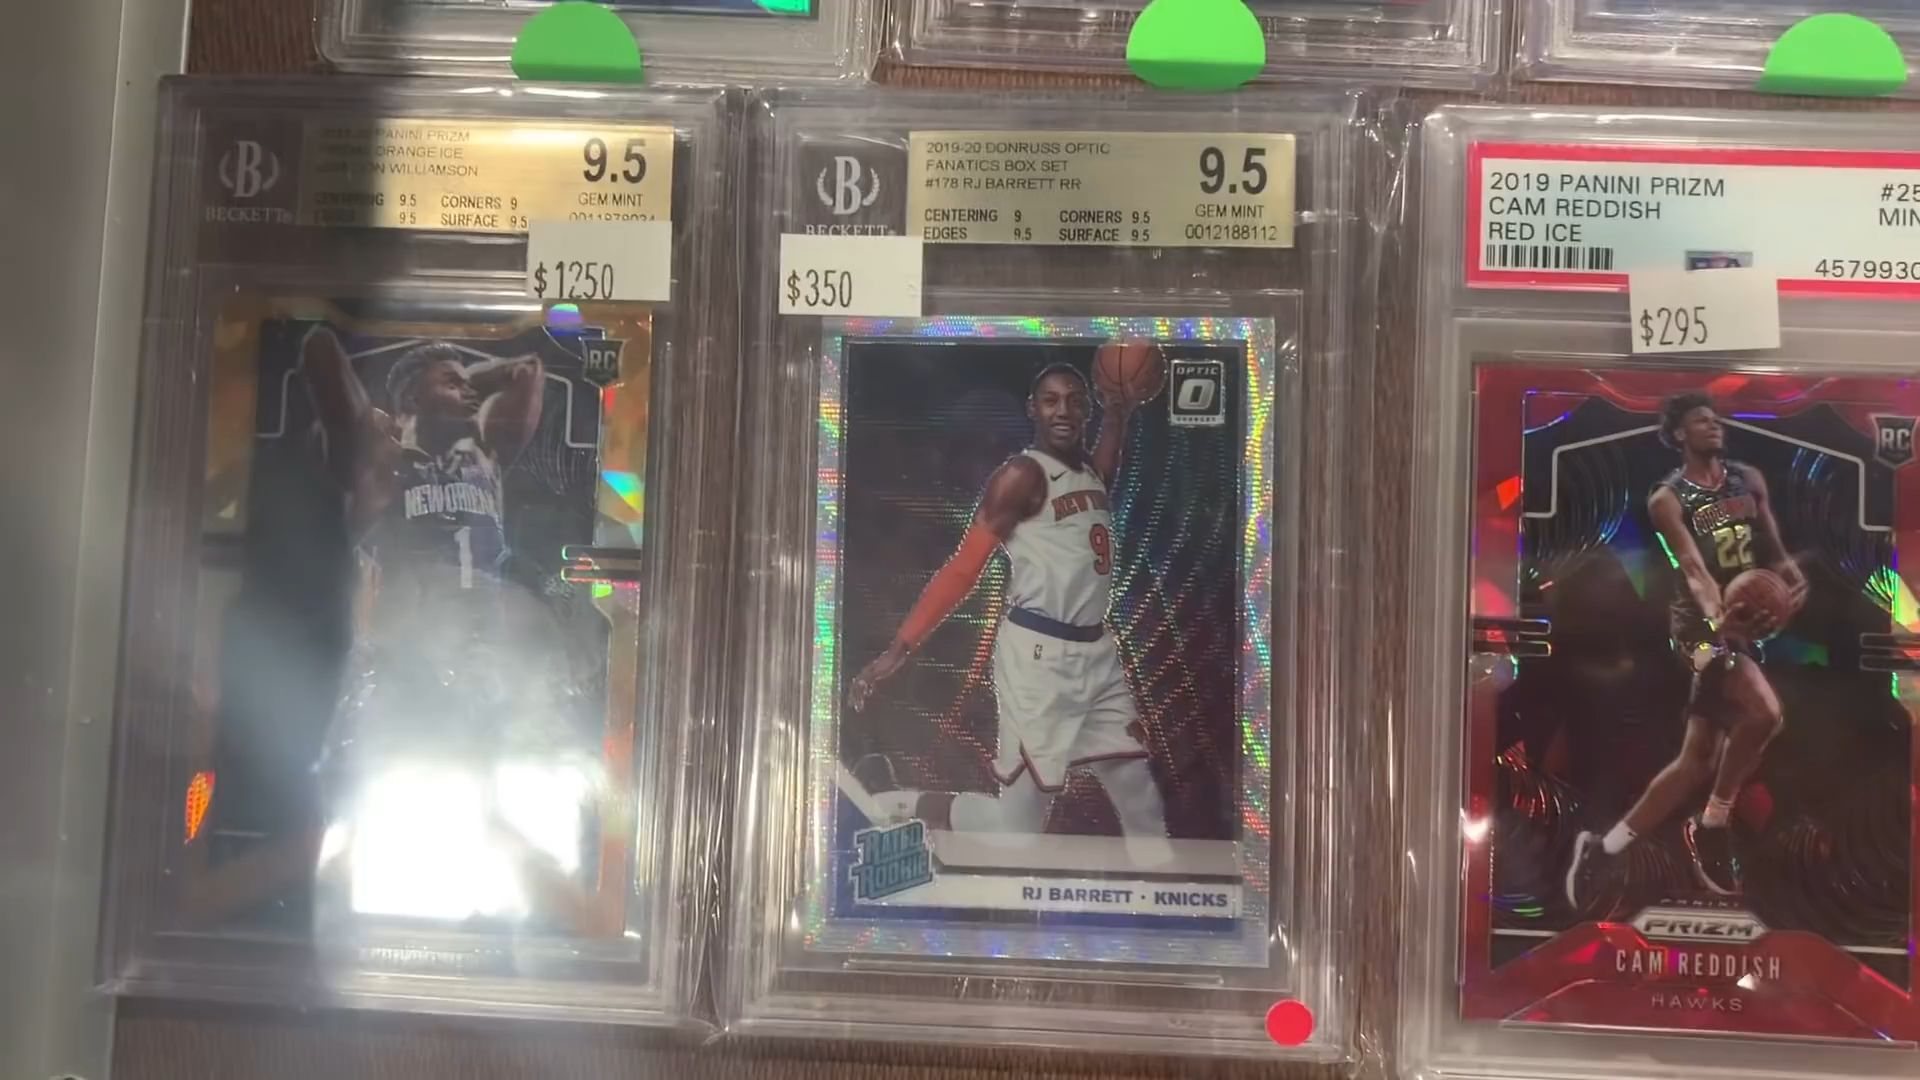 PANINI PRIZM
ORANGE ICE
WILLIAMSON
9.5
GEM MINT
CENTERING 9.5 CORNERS 9
9.5 SURFACE 9.5
B
BECKETT
$1250
RC
NEW ORLEANS
1
2019-20 DONRUSS OPTIC
FANATICS BOX SET
#178 RJ BARRETT RR
9.5
GEM MINT
CENTERING 9 CORNERS 9.5
EDGES 9.5 SURFACE 9.5
0012188112
B
BECKETT
$350
OPTIC
O
NEW Y
9
RATED
ROOKIE
RJ BARRETT · KNICKS
2019 PANINI PRIZM
CAM REDDISH
RED ICE
#25
MIN
4579930
$295
RC
22
PANINI
PRIZM
CAM REDDISH
HAWKS